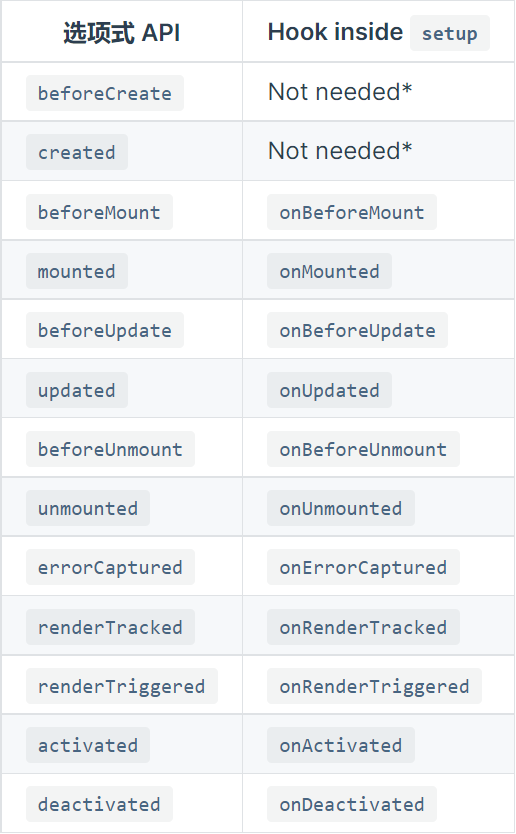 选项式 API Hook inside setup
beforeCreate Not needed*
created Not needed*
beforeMount onBeforeMount
mounted onMounted
beforeUpdate onBeforeUpdate
updated onUpdated
beforeUnmount onBeforeUnmount
unmounted onUnmounted
errorCaptured onErrorCaptured
renderTracked onRenderTracked
renderTriggered onRenderTriggered
activated onActivated
deactivated onDeactivated